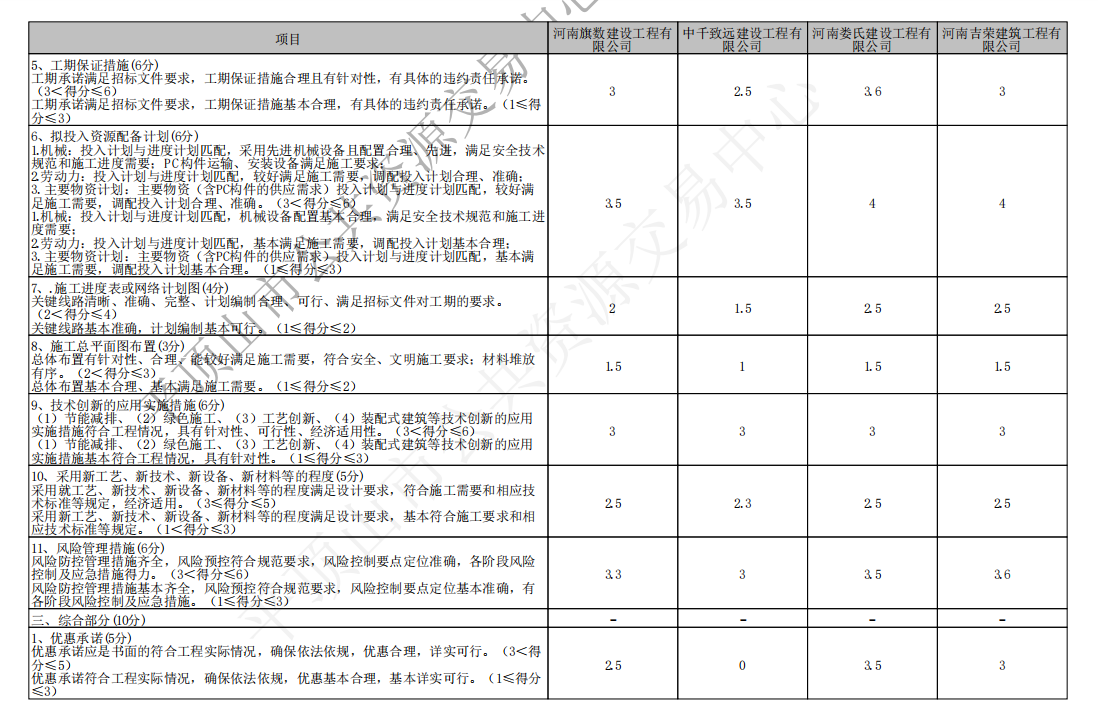 项目
河南旗数建设工程有限公司
中千致远建设工程有限公司
河南娄氏建设工程有限公司
河南吉荣建筑工程有限公司
5、工期保证措施(6分)
工期承诺满足招标文件要求，工期保证措施合理且有针对性，有具体的违约责任承诺。
（3＜得分≤6）
工期承诺满足招标文件要求，工期保证措施基本合理，有具体的违约责任承诺。（1≤得
分≤3）
3
2.5
3.6
3
6、拟投入资源配备计划(6分)
1.机械：投入计划与进度计划匹配，采用先进机械设备且配置合理、先进，满足安全技术
规范和施工进度需要；PC构件运输、安装设备满足施工要求；
2.劳动力：投入计划与进度计划匹配，较好满足施工需要，调配投入计划合理、准确；
3.主要物资计划：主要物资（含PC构件的供应需求）投入计划与进度计划匹配，较好满
足施工需要，调配投入计划合理、准确。（3＜得分≤6）
1.机械：投入计划与进度计划匹配，机械设备配置基本合理，满足安全技术规范和施工进
度需要；
2.劳动力：投入计划与进度计划匹配，基本满足施工需要，调配投入计划基本合理；
3.主要物资计划：主要物资（含PC构件的供应需求）投入计划与进度计划匹配，基本满
足施工需要，调配投入计划基本合理。（1≤得分≤3）
3.5
3.5
4
4
7、.施工进度表或网络计划图(4分)
关键线路清晰、准确、完整、计划编制合理、可行、满足招标文件对工期的要求。
（2＜得分≤4）
关键线路基本准确，计划编制基本可行。（1≤得分≤2）
2
1.5
2.5
2.5
8、施工总平面图布置(3分)
总体布置有针对性、合理、能较好满足施工需要，符合安全、文明施工要求；材料堆放
有序。（2＜得分≤3）
总体布置基本合理、基本满足施工需要。（1≤得分≤2）
1.5
1
1.5
1.5
9、技术创新的应用实施措施(6分)
（1）节能减排、（2）绿色施工、（3）工艺创新、（4）装配式建筑等技术创新的应用
实施措施符合工程情况，具有针对性、可行性、经济适用性。（3＜得分≤6）
（1）节能减排、（2）绿色施工、（3）工艺创新、（4）装配式建筑等技术创新的应用
实施措施基本符合工程情况，具有针对性。（1≤得分≤3）
3
3
3
3
10、采用新工艺、新技术、新设备、新材料等的程度(5分)
采用就工艺、新技术、新设备、新材料等的程度满足设计要求，符合施工需要和相应技
术标准等规定，经济适用。（3≤得分≤5）
采用新工艺、新技术、新设备、新材料等的程度满足设计要求，基本符合施工要求和相
应技术标准等规定。（1＜得分≤3）
2.5
2.3
2.5
2.5
11、风险管理措施(6分)
风险防控管理措施齐全，风险预控符合规范要求，风险控制要点定位准确，各阶段风险
控制及应急措施得力。（3＜得分≤6）
风险防控管理措施基本齐全，风险预控符合规范要求，风险控制要点定位基本准确，有
各阶段风险控制及应急措施。（1≤得分≤3）
3.3
3
3.5
3.6
三、综合部分(10分)
-
-
-
-
1、优惠承诺(5分)
优惠承诺应是书面的符合工程实际情况，确保依法依规，优惠合理，详实可行。（3＜得
分≤5）
优惠承诺符合工程实际情况，确保依法依规，优惠基本合理，基本详实可行。（1≤得分
≤3）
2.5
0
3.5
3
平顶山市公共资源交易中心
平顶山市公共资源交易中心